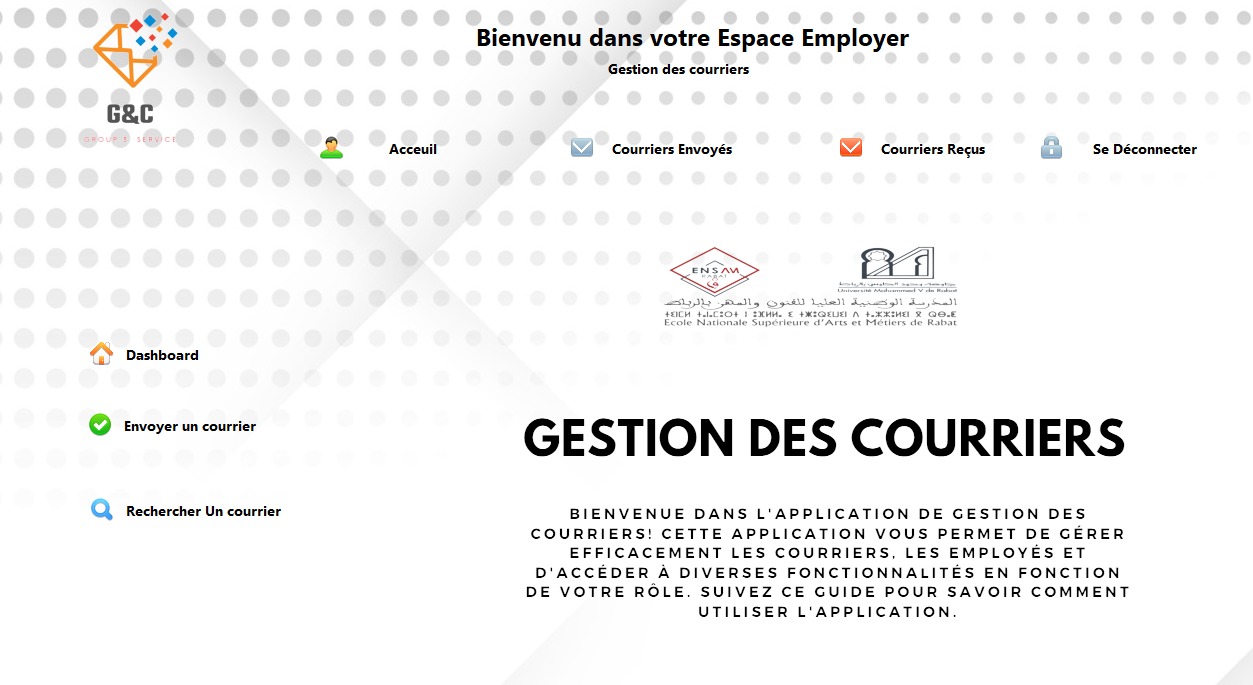 Bienvenu dans votre Espace Employer
Gestion des courriers
G&C
GROUP'S SERVICE
Acceuil
Courriers Envoyés
Courriers Reçus
Se Déconnecter
ENSAM
RABAT
Université Mohammed V de Rabat
المدرسة الوطنية العليا للفنون والمهن بالرباط
Ecole Nationale Supérieure d'Arts et Métiers de Rabat
Dashboard
Envoyer un courrier
Rechercher Un courrier
GESTION DES COURRIERS
BIENVENUE DANS L'APPLICATION DE GESTION DES
COURRIERS! CETTE APPLICATION VOUS PERMET DE GÉRER
EFFICACEMENT LES COURRIERS, LES EMPLOYÉS ET
D'ACCÉDER À DIVERSES FONCTIONNALITÉS EN FONCTION
DE VOTRE RÔLE. SUIVEZ CE GUIDE POUR SAVOIR COMMENT
UTILISER L'APPLICATION.